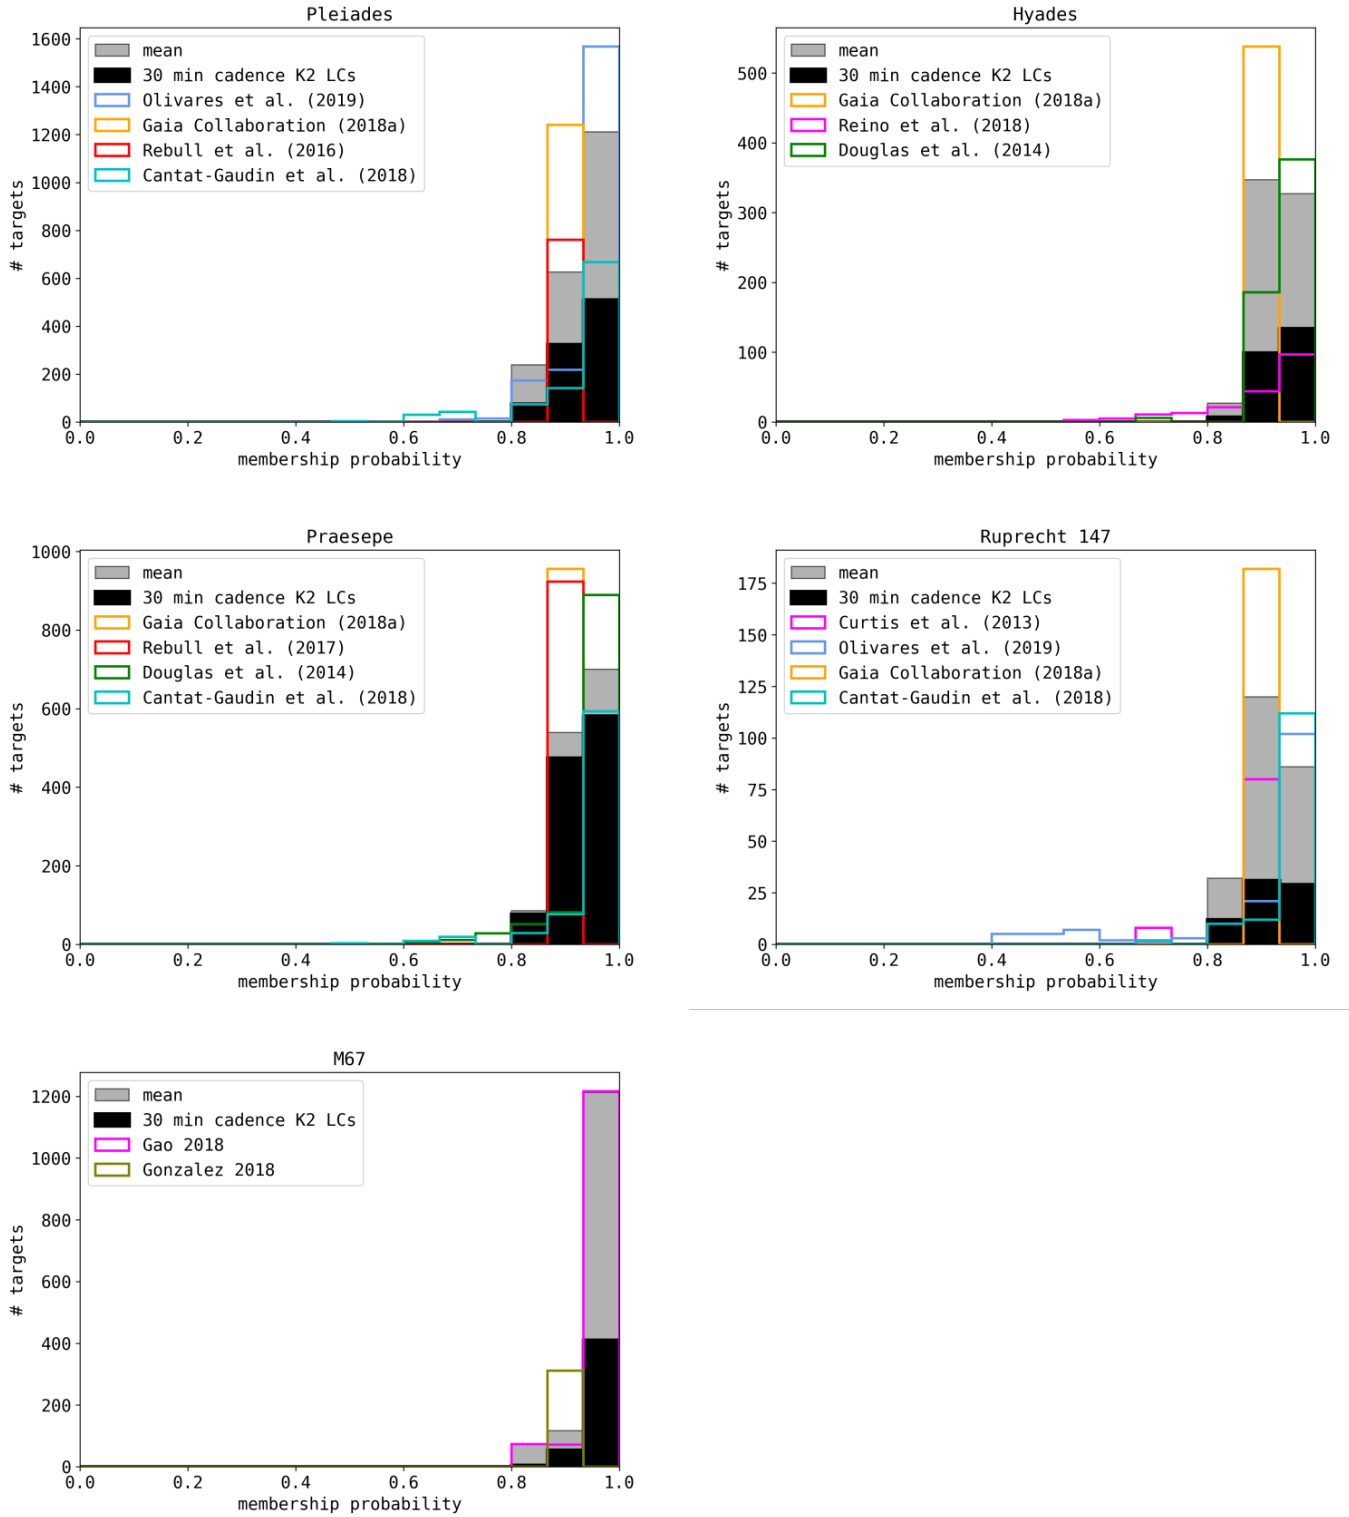 Pleiades
1600
1400
1200
1000
800
600
400
200
0
# targets
mean
30 min cadence K2 LCs
Olivares et al. (2019)
Gaia Collaboration (2018a)
Rebull et al. (2016)
Cantat-Gaudin et al. (2018)
0.0 0.2 0.4 0.6 0.8 1.0
membership probability
Hyades
500
400
300
200
100
0
# targets
mean
30 min cadence K2 LCs
Gaia Collaboration (2018a)
Reino et al. (2018)
Douglas et al. (2014)
0.0 0.2 0.4 0.6 0.8 1.0
membership probability
Praesepe
1000
800
600
400
200
0
# targets
mean
30 min cadence K2 LCs
Gaia Collaboration (2018a)
Rebull et al. (2017)
Douglas et al. (2014)
Cantat-Gaudin et al. (2018)
0.0 0.2 0.4 0.6 0.8 1.0
membership probability
Ruprecht 147
175
150
125
100
75
50
25
0
# targets
mean
30 min cadence K2 LCs
Curtis et al. (2013)
Olivares et al. (2019)
Gaia Collaboration (2018a)
Cantat-Gaudin et al. (2018)
0.0 0.2 0.4 0.6 0.8 1.0
membership probability
M67
1200
1000
800
600
400
200
0
# targets
mean
30 min cadence K2 LCs
Gao 2018
Gonzalez 2018
0.0 0.2 0.4 0.6 0.8 1.0
membership probability